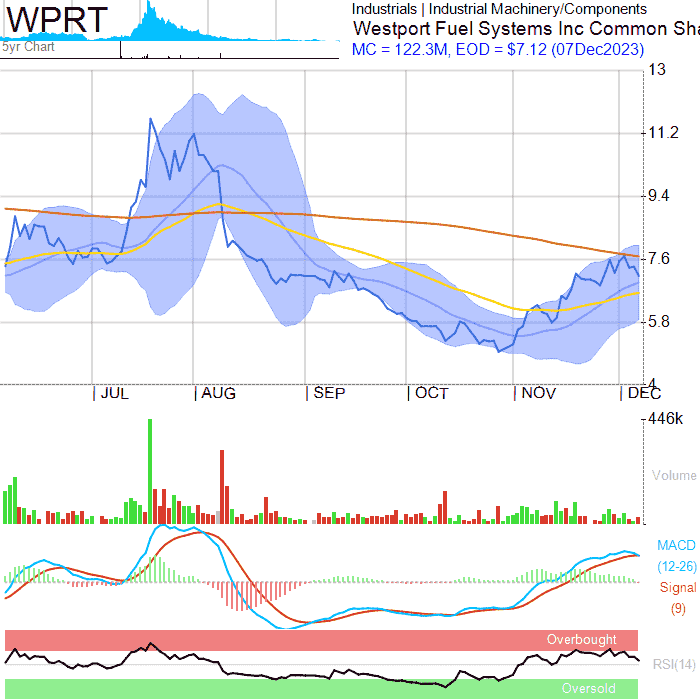 WPRT
5yr Chart
Industrials | Industrial Machinery/Components
Westport Fuel Systems Inc Common Sha
MC = 122.3M, EOD = $7.12 (07Dec2023)
13
11.2
9.4
7.6
5.8
4
JUL AUG SEP OCT NOV DEC
446k
Volume
MACD
(12-26)
Signal
(9)
Overbought
RSI(14)
Oversold